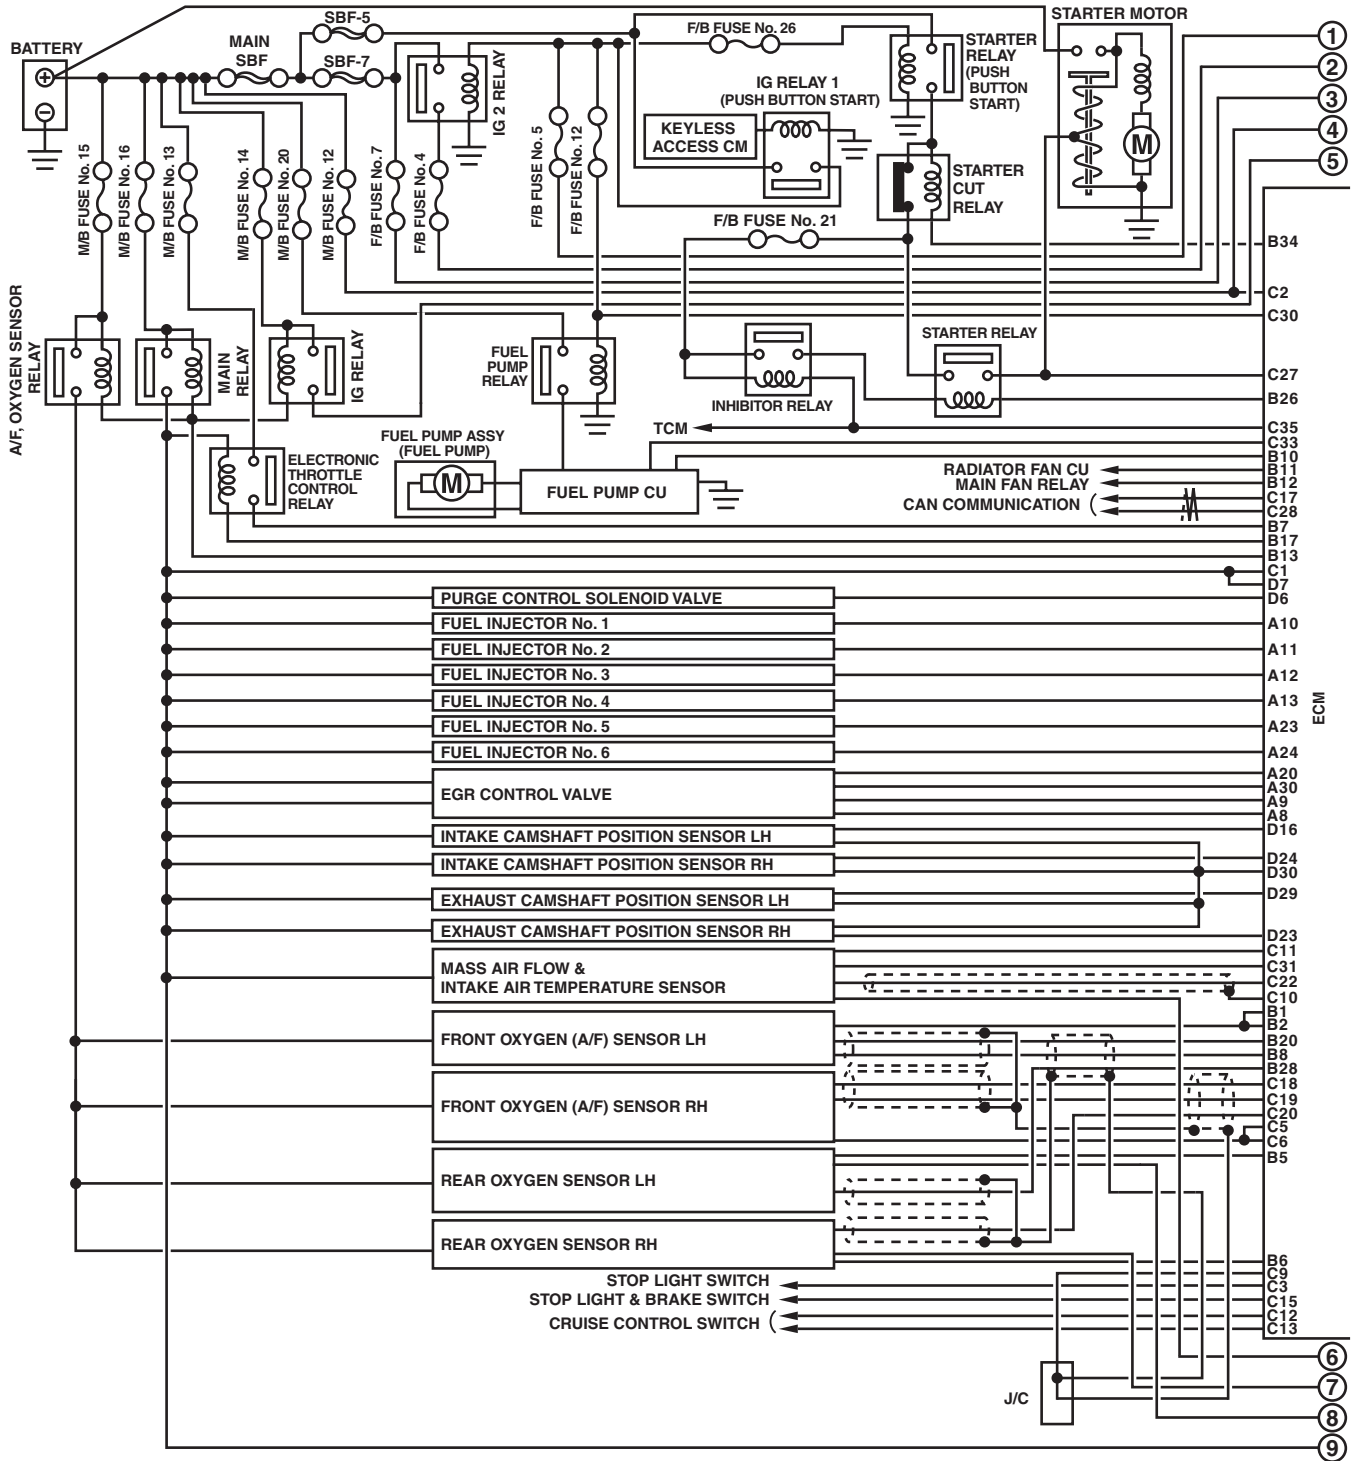 BATTERY
SBF-5
MAIN
SBF
SBF-7
IG 2 RELAY
F/B FUSE No. 26
IG RELAY 1
(PUSH BUTTON START)
KEYLESS
ACCESS CM
STARTER
RELAY
(PUSH
BUTTON
START)
STARTER MOTOR
M
1
2
3
4
5
STARTER
CUT
RELAY
F/B FUSE No. 21
M/B FUSE No. 15
M/B FUSE No. 16
M/B FUSE No. 13
M/B FUSE No. 14
M/B FUSE No. 20
M/B FUSE No. 12
F/B FUSE No. 7
F/B FUSE No. 4
F/B FUSE No. 5
F/B FUSE No. 12
A/F, OXYGEN SENSOR
RELAY
MAIN
RELAY
IG RELAY
FUEL
PUMP
RELAY
INHIBITOR RELAY
STARTER RELAY
ELECTRONIC
THROTTLE
CONTROL
RELAY
FUEL PUMP ASSY
(FUEL PUMP)
M
FUEL PUMP CU
TCM
RADIATOR FAN CU
MAIN FAN RELAY
CAN COMMUNICATION (
PURGE CONTROL SOLENOID VALVE
FUEL INJECTOR No. 1
FUEL INJECTOR No. 2
FUEL INJECTOR No. 3
FUEL INJECTOR No. 4
FUEL INJECTOR No. 5
FUEL INJECTOR No. 6
EGR CONTROL VALVE
INTAKE CAMSHAFT POSITION SENSOR LH
INTAKE CAMSHAFT POSITION SENSOR RH
EXHAUST CAMSHAFT POSITION SENSOR LH
EXHAUST CAMSHAFT POSITION SENSOR RH
MASS AIR FLOW &
INTAKE AIR TEMPERATURE SENSOR
FRONT OXYGEN (A/F) SENSOR LH
FRONT OXYGEN (A/F) SENSOR RH
REAR OXYGEN SENSOR LH
REAR OXYGEN SENSOR RH
STOP LIGHT SWITCH
STOP LIGHT & BRAKE SWITCH
CRUISE CONTROL SWITCH (
J/C
B34
C2
C30
C27
B26
C35
C33
B10
B11
B12
C17
C28
B7
B17
B13
C1
D7
D6
A10
A11
A12
A13
A23
A24
A20
A30
A9
A8
D16
D24
D30
D29
D23
C11
C31
C22
C10
B1
B2
B20
B8
B28
C18
C19
C20
C5
C6
B5
B6
C9
C3
C15
C12
C13
ECM
6
7
8
9